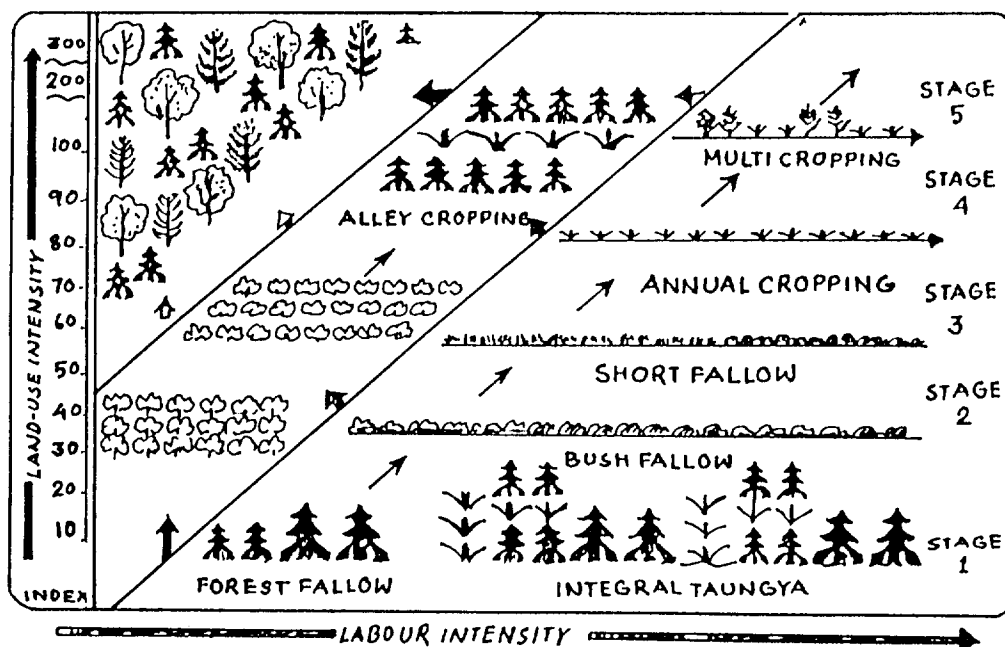 300
200
100
90
80
70
60
50
40
30
20
10
INDEX
LAND-USE INTENSITY
STAGE
5
MULTI CROPPING
STAGE
4
ALLEY CROPPING
ANNUAL CROPPING
STAGE
3
SHORT FALLOW
STAGE
2
BUSH FALLOW
STAGE
1
FOREST FALLOW
INTEGRAL TAUNGYA
LABOUR INTENSITY